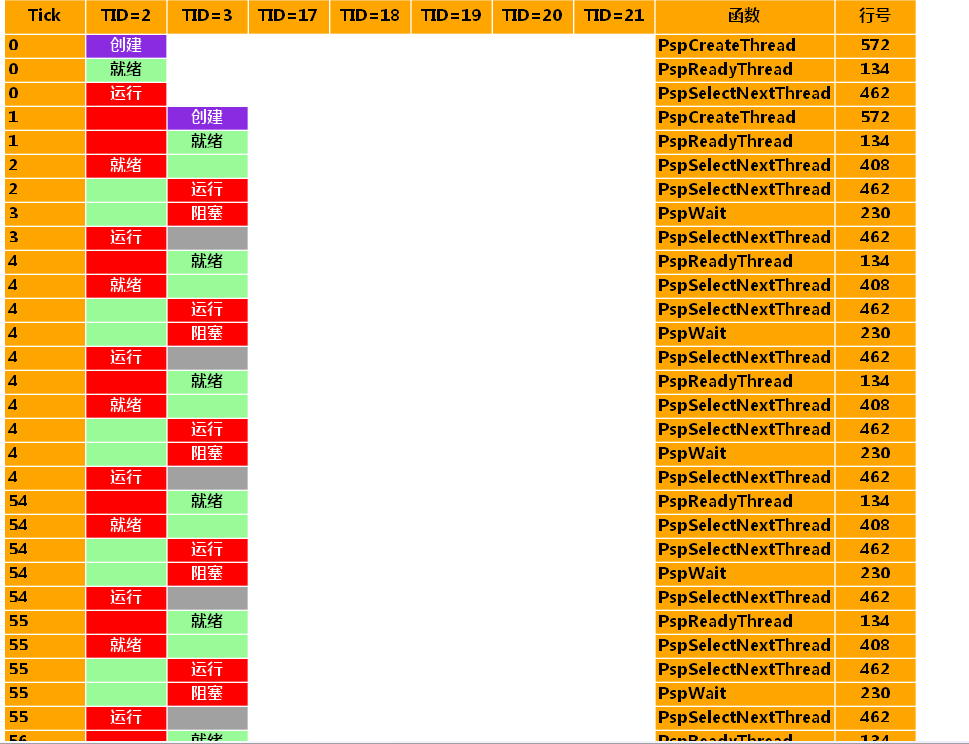 Tick TID=2 TID=3 TID=17 TID=18 TID=19 TID=20 TID=21 函数 行号
0 创建 PspCreateThread 572
0 就绪 PspReadyThread 134
0 运行 PspSelectNextThread 462
1 创建 PspCreateThread 572
1 就绪 PspReadyThread 134
2 就绪 PspSelectNextThread 408
2 运行 PspSelectNextThread 462
3 阻塞 PspWait 230
3 运行 PspSelectNextThread 462
4 就绪 PspReadyThread 134
4 就绪 PspSelectNextThread 408
4 运行 PspSelectNextThread 462
4 阻塞 PspWait 230
4 运行 PspSelectNextThread 462
4 就绪 PspReadyThread 134
4 就绪 PspSelectNextThread 408
4 运行 PspSelectNextThread 462
4 阻塞 PspWait 230
4 运行 PspSelectNextThread 462
54 就绪 PspReadyThread 134
54 就绪 PspSelectNextThread 408
54 运行 PspSelectNextThread 462
54 阻塞 PspWait 230
54 运行 PspSelectNextThread 462
55 就绪 PspReadyThread 134
55 就绪 PspSelectNextThread 408
55 运行 PspSelectNextThread 462
55 阻塞 PspWait 230
55 运行 PspSelectNextThread 462
56 就绪 PspReadyThread 134